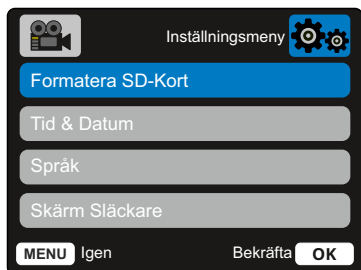 Inställningsmeny
Formatera SD-Kort
Tid & Datum
Språk
Skärm Släckare
MENU Igen Bekräfta OK